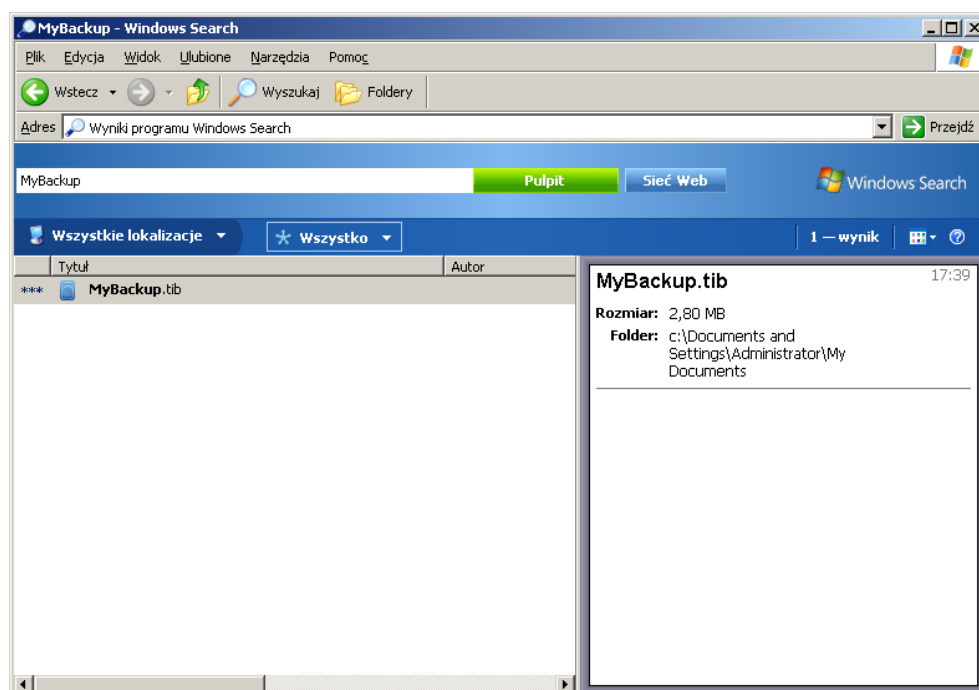 MyBackup - Windows Search
Plik Edycja Widok Ulubione Narzędzia Pomoc
Wstecz Wyszukaj Foldery
Adres Wyniki programu Windows Search Przejdź
MyBackup Pulpit Sieć Web Windows Search
Wszystkie lokalizacje Wszystko 1 — wynik
Tytuł Autor
*** MyBackup.tib
MyBackup.tib 17:39
Rozmiar: 2,80 MB
Folder: c:\Documents and
Settings\Administrator\My
Documents